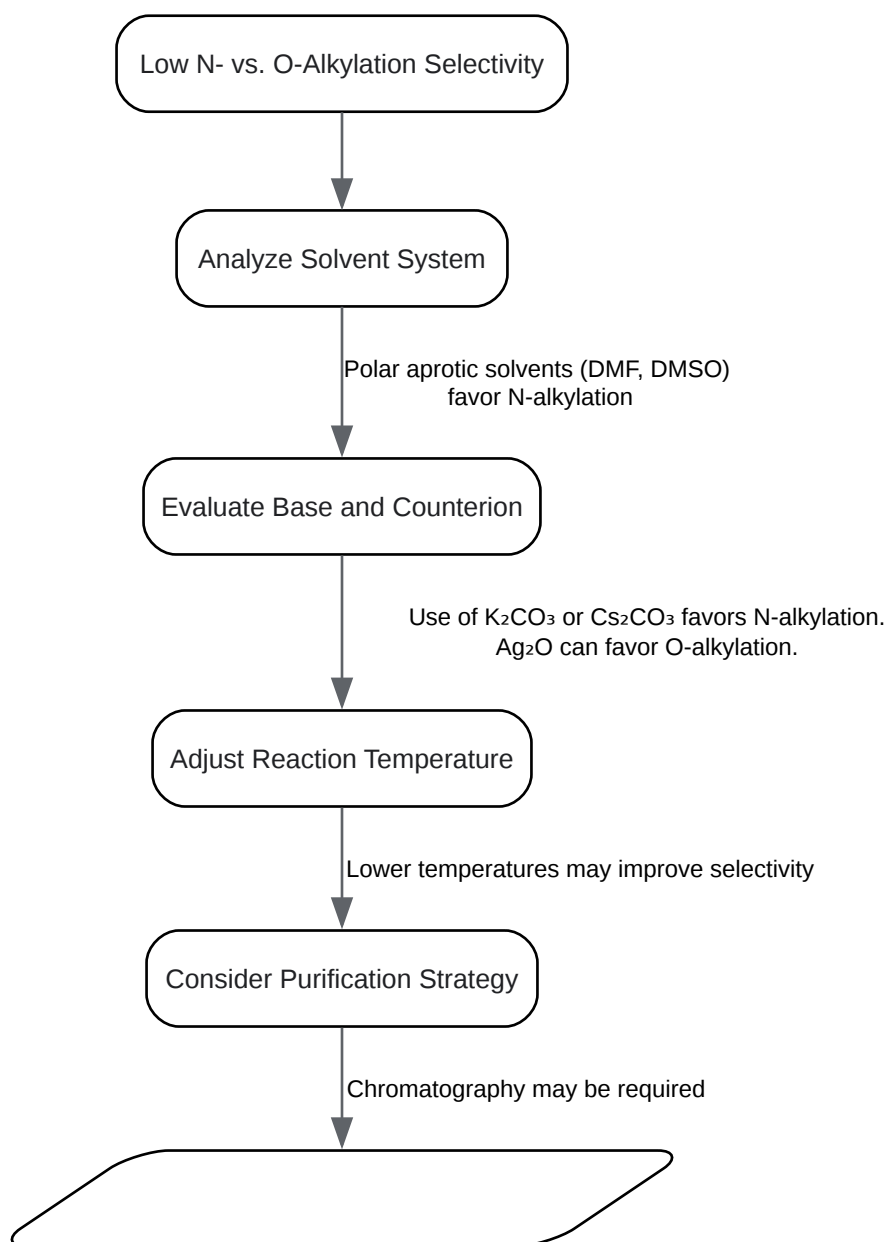 Low N- vs. O-Alkylation Selectivity
Analyze Solvent System
Polar aprotic solvents (DMF, DMSO)
favor N-alkylation
Evaluate Base and Counterion
Use of K₂CO₃ or Cs₂CO₃ favors N-alkylation.
Ag₂O can favor O-alkylation.
Adjust Reaction Temperature
Lower temperatures may improve selectivity
Consider Purification Strategy
Chromatography may be required